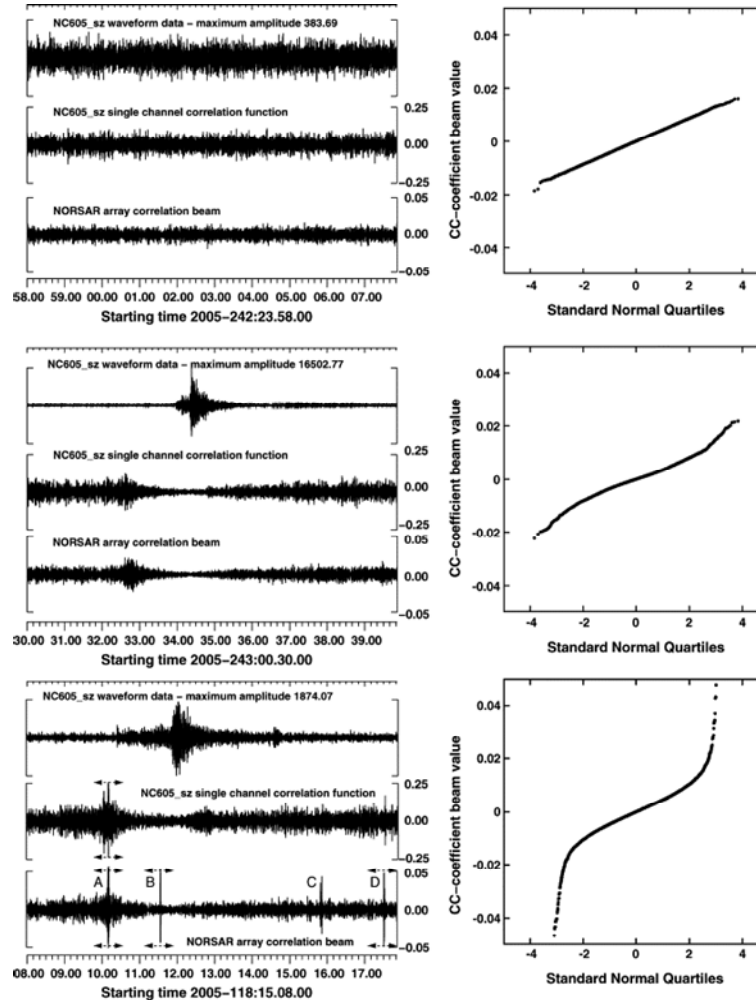 NC605_sz waveform data – maximum amplitude 383.69
NC605_sz single channel correlation function
0.25
0.00
−0.25
NORSAR array correlation beam
0.00
−0.05
58.00 59.00 00.00 01.00 02.00 03.00 04.00 05.00 06.00 07.00
Starting time 2005−242:23.58.00
CC−coefficient beam value
0.04
0.02
0
-0.02
-0.04
-4 -2 0 2 4
Standard Normal Quartiles
NC605_sz waveform data – maximum amplitude 16502.77
NC605_sz single channel correlation function
0.25
0.00
−0.25
NORSAR array correlation beam
0.05
0.00
−0.05
30.00 31.00 32.00 33.00 34.00 35.00 36.00 37.00 38.00 39.00
Starting time 2005−243:00.30.00
CC−coefficient beam value
0.04
0.02
0
-0.02
-0.04
-4 -2 0 2 4
Standard Normal Quartiles
NC605_sz waveform data – maximum amplitude 1874.07
NC605_sz single channel correlation function
0.25
0.00
−0.25
A B C D
0.05
0.00
−0.05
NORSAR array correlation beam
08.00 09.00 10.00 11.00 12.00 13.00 14.00 15.00 16.00 17.00
Starting time 2005−118:15.08.00
CC−coefficient beam value
0.04
0.02
0
-0.02
-0.04
-4 -2 0 2 4
Standard Normal Quartiles